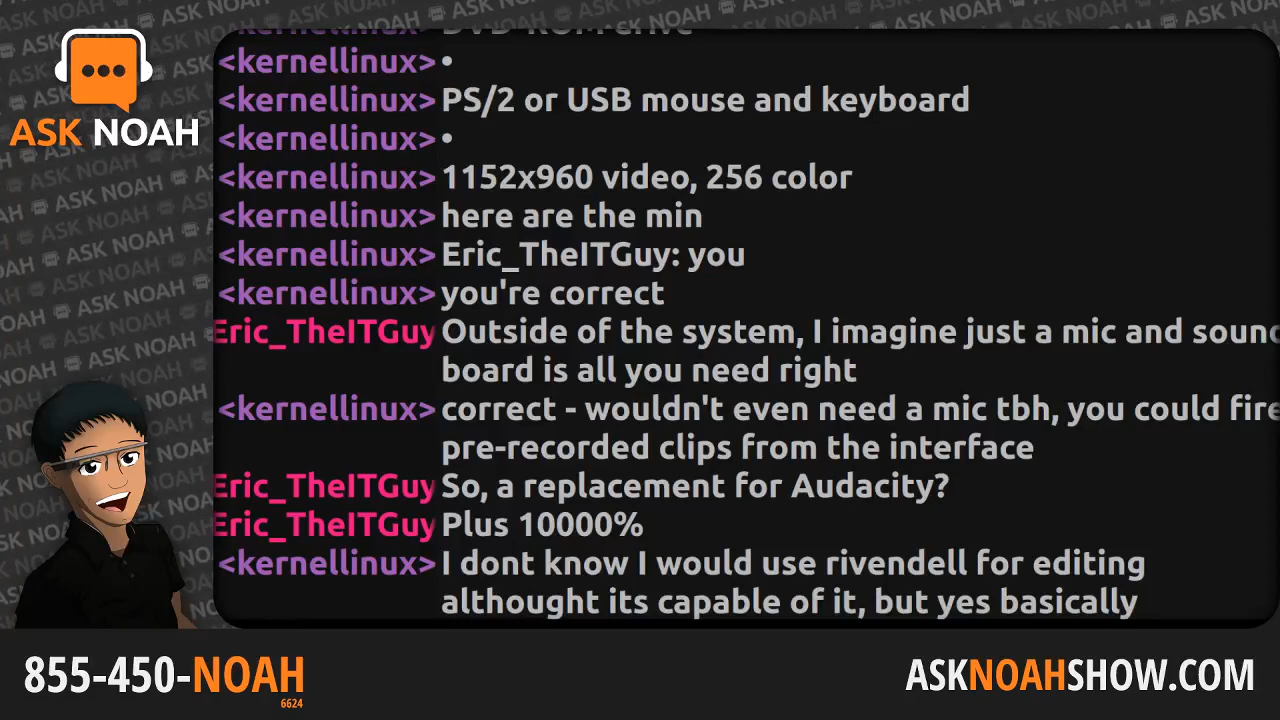 ASK NOAH
DVD-ROM drive
<kernellinux> •
<kernellinux> PS/2 or USB mouse and keyboard
<kernellinux> •
<kernellinux> 1152x960 video, 256 color
<kernellinux> here are the min
<kernellinux> Eric_TheITGuy: you
<kernellinux> you're correct
Eric_TheITGuy Outside of the system, I imagine just a mic and sound
board is all you need right
<kernellinux> correct - wouldn't even need a mic tbh, you could fire
pre-recorded clips from the interface
Eric_TheITGuy So, a replacement for Audacity?
Eric_TheITGuy Plus 10000%
<kernellinux> I dont know I would use rivendell for editing
althought its capable of it, but yes basically
855-450-NOAH
6624
ASKNOAHSHOW.COM